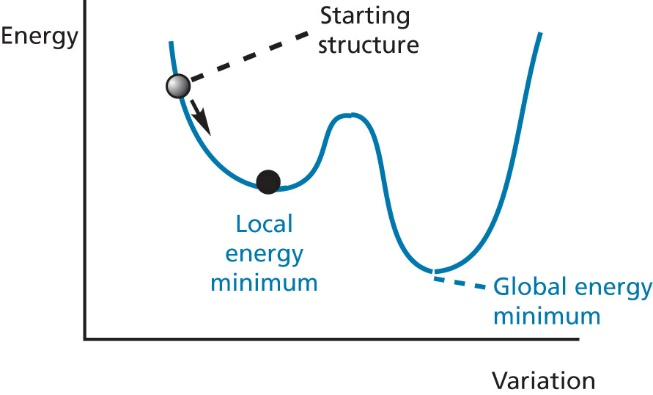 Energy
Starting
structure
Local
energy
minimum
Global energy
minimum
Variation